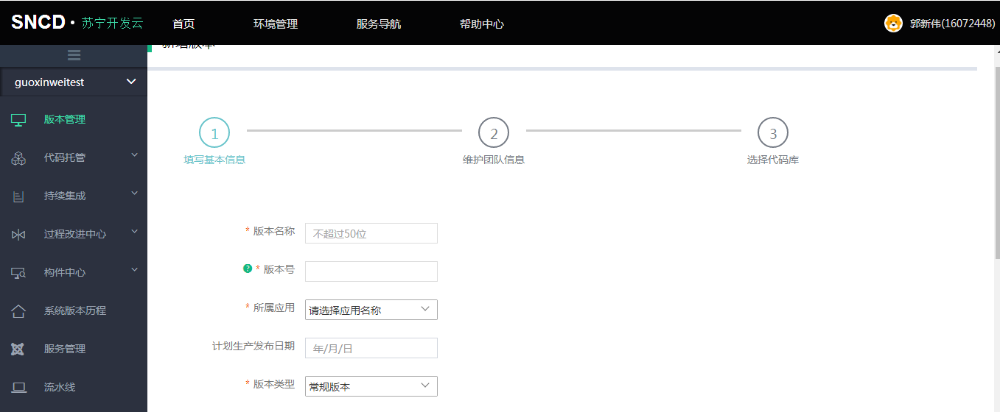 SNCD • 苏宁开发云 首页 环境管理 服务导航 帮助中心 郭新伟(16072448)
新增版本
guoxinweitest
版本管理
代码托管
持续集成
过程改进中心
构件中心
系统版本历程
服务管理
流水线
1 2 3
填写基本信息 维护团队信息 选择代码库
* 版本名称 不超过50位
? * 版本号
* 所属应用 请选择应用名称
计划生产发布日期 年/月/日
* 版本类型 常规版本